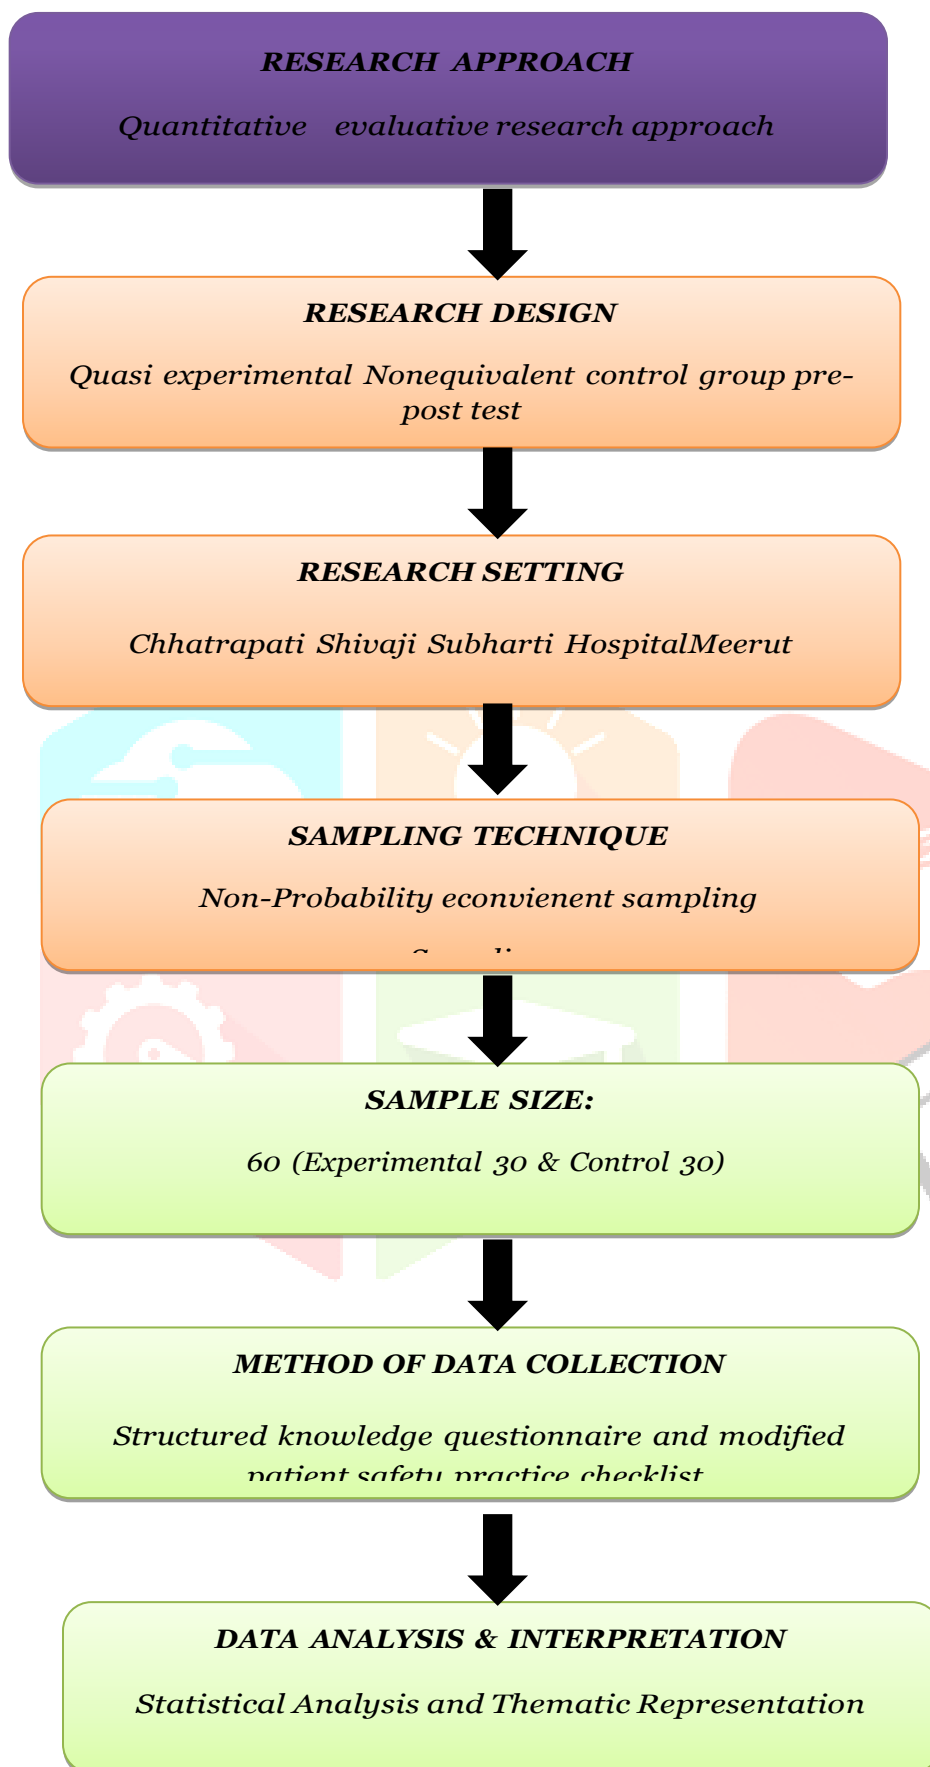 RESEARCH APPROACH
Quantitative evaluative research approach
RESEARCH DESIGN
Quasi experimental Nonequivalent control group pre-
post test
RESEARCH SETTING
Chhatrapati Shivaji Subharti HospitalMeerut
SAMPLING TECHNIQUE
Non-Probability econvienent sampling
SAMPLE SIZE:
60 (Experimental 30 & Control 30)
METHOD OF DATA COLLECTION
Structured knowledge questionnaire and modified
patient safety practice checklist
DATA ANALYSIS & INTERPRETATION
Statistical Analysis and Thematic Representation